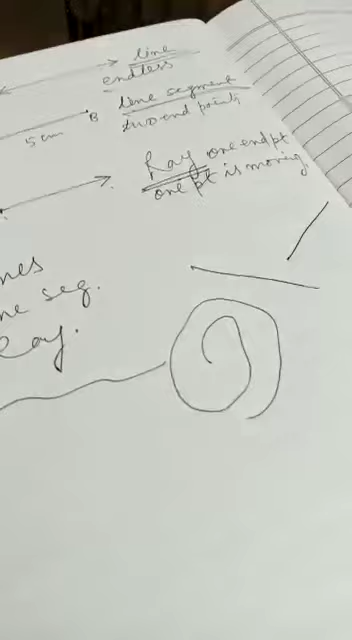 line
endless
B line segment
5 cm two end points
Ray one end pt
one pt is moving
nes
ne seg.
Ray.